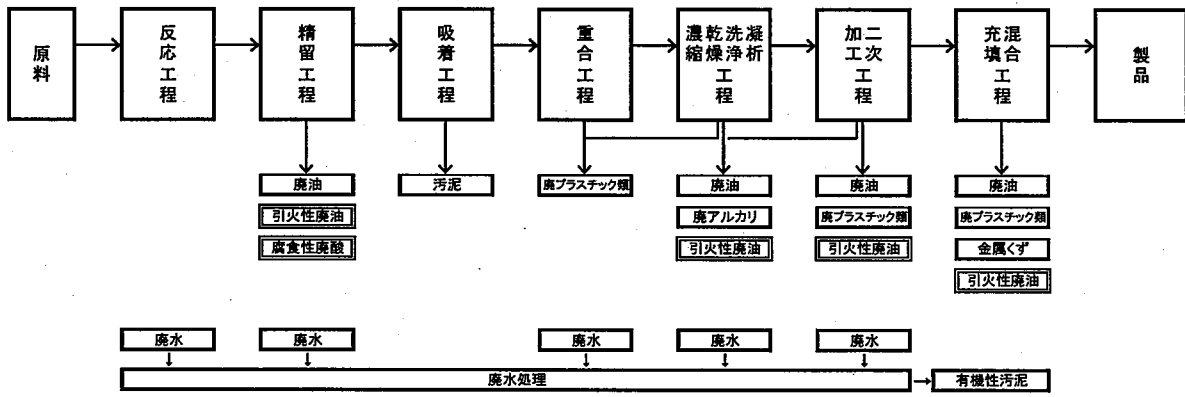 原料
反応工程
精留工程
吸着工程
重合工程
凝析
洗浄
乾燥
濃縮
工程
二次
加工
工程
混合
充填
工程
製品
廃油
汚泥
廃プラスチック類
廃油
廃油
廃油
引火性廃油
廃アルカリ
廃プラスチック類
廃プラスチック類
腐食性廃酸
引火性廃油
引火性廃油
金属くず
引火性廃油
廃水
廃水
廃水
廃水
廃水
廃水処理
有機性汚泥